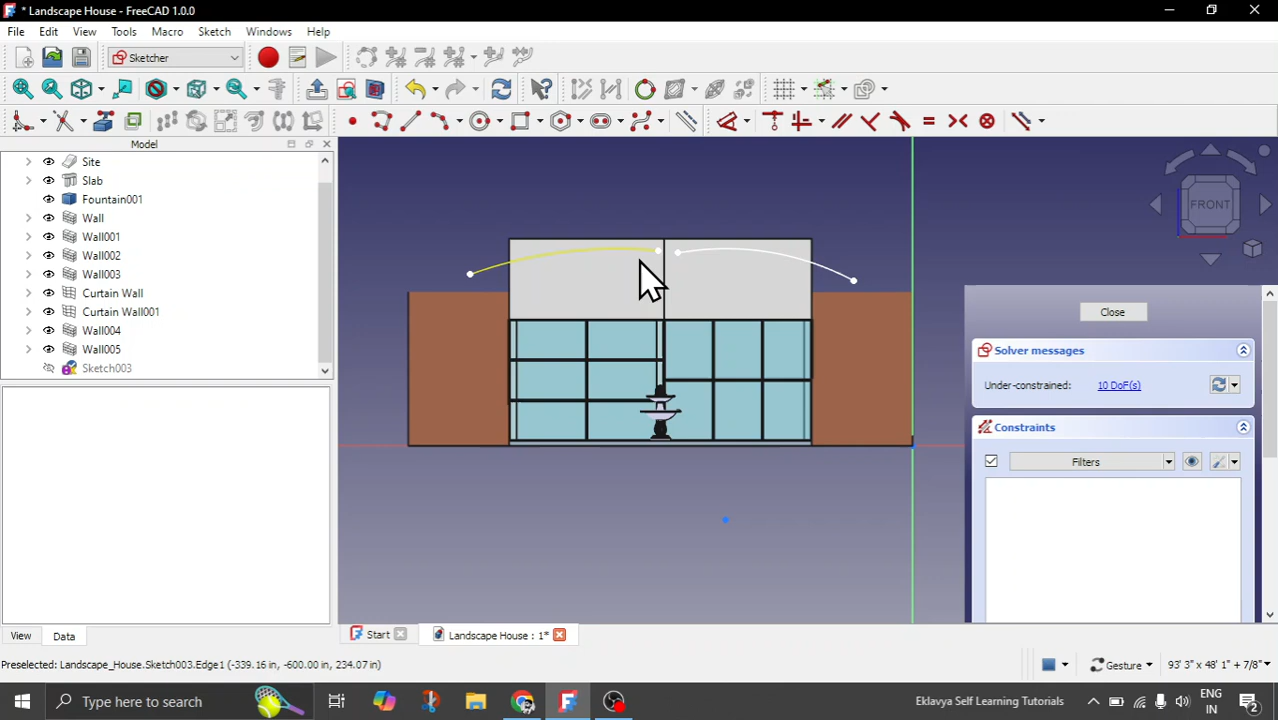 * Landscape House - FreeCAD 1.0.0
File Edit View Tools Macro Sketch Windows Help
Sketcher
Model
Site
Slab
Fountain001
Wall
Wall001
Wall002
Wall003
Curtain Wall
Curtain Wall001
Wall004
Wall005
Sketch003
FRONT
Close
Solver messages
Under-constrained: 10 DoF(s)
Constraints
Filters
View Data
Start
Landscape House : 1*
Preselected: Landscape_House.Sketch003.Edge1 (-339.16 in, -600.00 in, 234.07 in)
Gesture
93' 3" x 48' 1" + 7/8"
Type here to search
Eklavya Self Learning Tutorials
ENG
IN
2